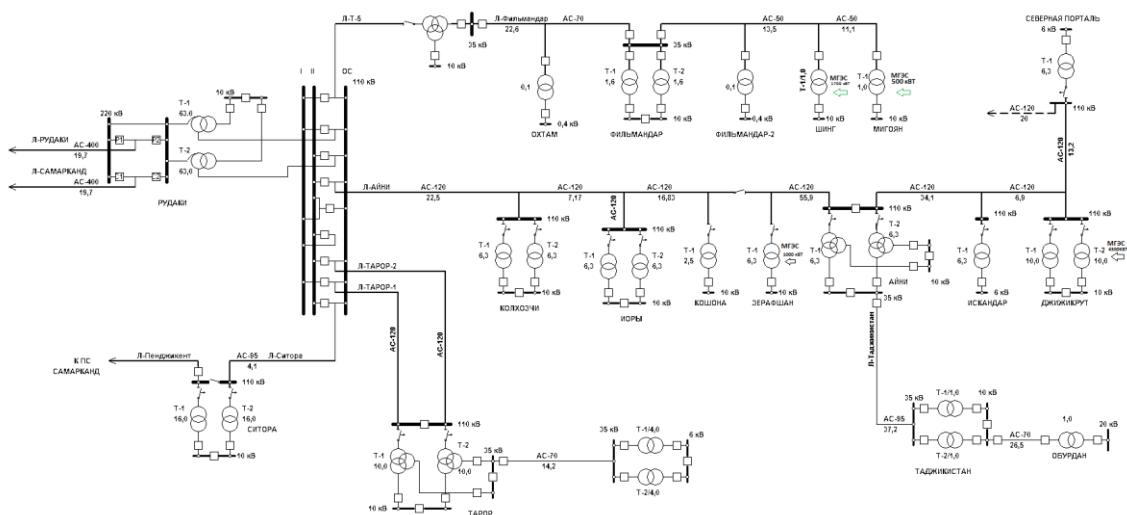 Л-Т-5
35 кВ
10 кВ
Л-Фильмандар
22,6
АС-70
0,1
0,4 кВ
ОХТАМ
35 кВ
Т-1
1,6
Т-2
1,6
10 кВ
ФИЛЬМАНДАР
АС-50
13,5
0,1
0,4 кВ
ФИЛЬМАНДАР-2
АС-50
11,1
Т-1/1,0
МГЭС
10 кВ
ШИНГ
Т-1
1,0
МГЭС
500 кВТ
10 кВ
МИГОЯН
СЕВЕРНАЯ ПОРТАЛЬ
6 кВ
Т-1
6,3
АС-120
20
110 кВ
АС-120
13,2
I
II
ОС
110 кВ
220 кВ
Т-1
63,0
10 кВ
Т-2
63,0
Л-РУДАКИ
АС-400
19,7
Л-САМАРКАНД
АС-400
19,7
РУДАКИ
Л-АЙНИ
АС-120
22,5
АС-120
7,17
АС-120
16,83
АС-120
55,9
АС-120
34,1
АС-120
6,9
110 кВ
Т-1
6,3
Т-2
6,3
10 кВ
КОЛХОЗЧИ
АС-120
110 кВ
Т-1
6,3
Т-2
6,3
10 кВ
ИОРЫ
110 кВ
Т-1
2,5
10 кВ
КОШОНА
110 кВ
Т-1
6,3
МГЭС
10 кВ
ЗЕРАФШАН
110 кВ
Т-1
6,3
Т-2
6,3
10 кВ
АЙНИ
35 кВ
110 кВ
Т-1
6,3
6 кВ
ИСКАНДАР
110 кВ
Т-1
10,0
Т-2
10,0
МГЭС
10 кВ
ДЖИЖИКРУТ
Л-ТАРОР-2
Л-ТАРОР-1
АС-120
АС-120
К ПС
САМАРКАНД
Л-Пенджикент
АС-95
4,1
Л-Ситора
110 кВ
Т-1
16,0
Т-2
16,0
СИТОРА
10 кВ
110 кВ
Т-1
10,0
Т-2
10,0
35 кВ
10 кВ
ТАРОР
АС-70
14,2
35 кВ
Т-1/4,0
6 кВ
Т-2/4,0
Л-Таджикистан
АС-95
37,2
35 кВ
Т-1/1,0
10 кВ
Т-2/1,0
ТАДЖИКИСТАН
АС-70
26,5
1,0
20 кВ
ОБУРДАН